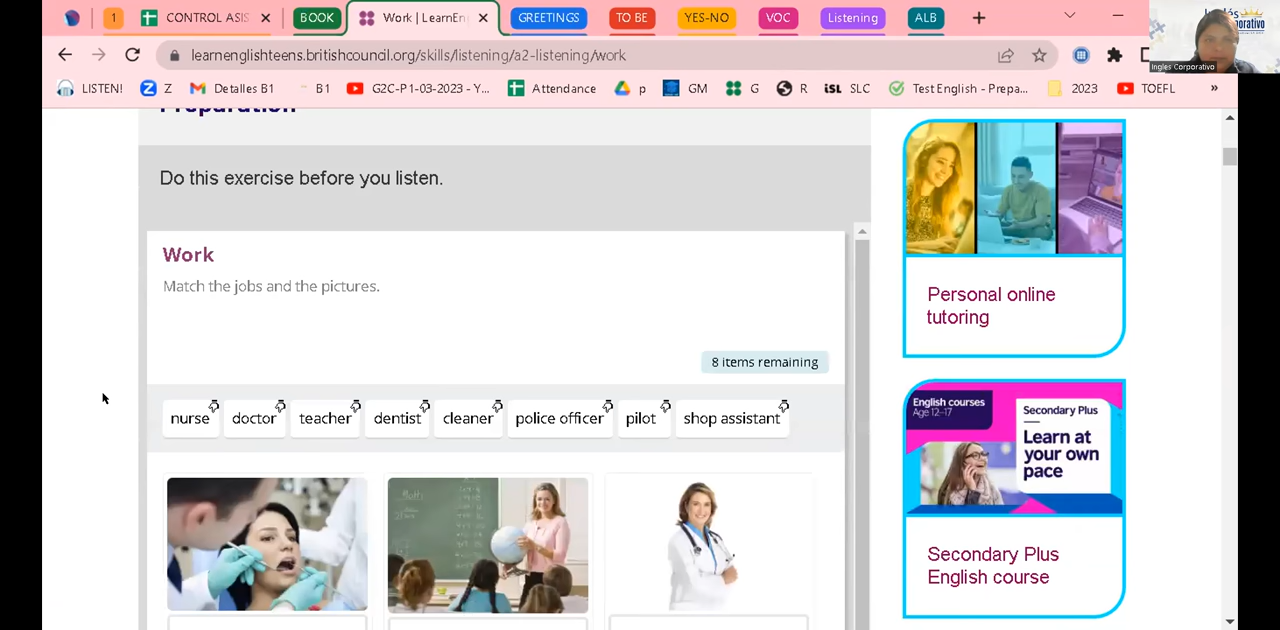 1 CONTROL ASIS BOOK Work | LearnEn GREETINGS TO BE YES-NO VOC Listening ALB
learnenglishteens.britishcouncil.org/skills/listening/a2-listening/work
LISTEN! Z Detalles B1 B1 G2C-P1-03-2023 - Y... Attendance p GM G R iSL SLC Test English - Prepa... 2023 TOEFL »
Ingles Corporativo
Preparation
Do this exercise before you listen.
Work
Match the jobs and the pictures.
8 items remaining
nurse doctor teacher dentist cleaner police officer pilot shop assistant
Personal online
tutoring
English courses
Age 12-17
Secondary Plus
Learn at
your own
pace
Secondary Plus
English course